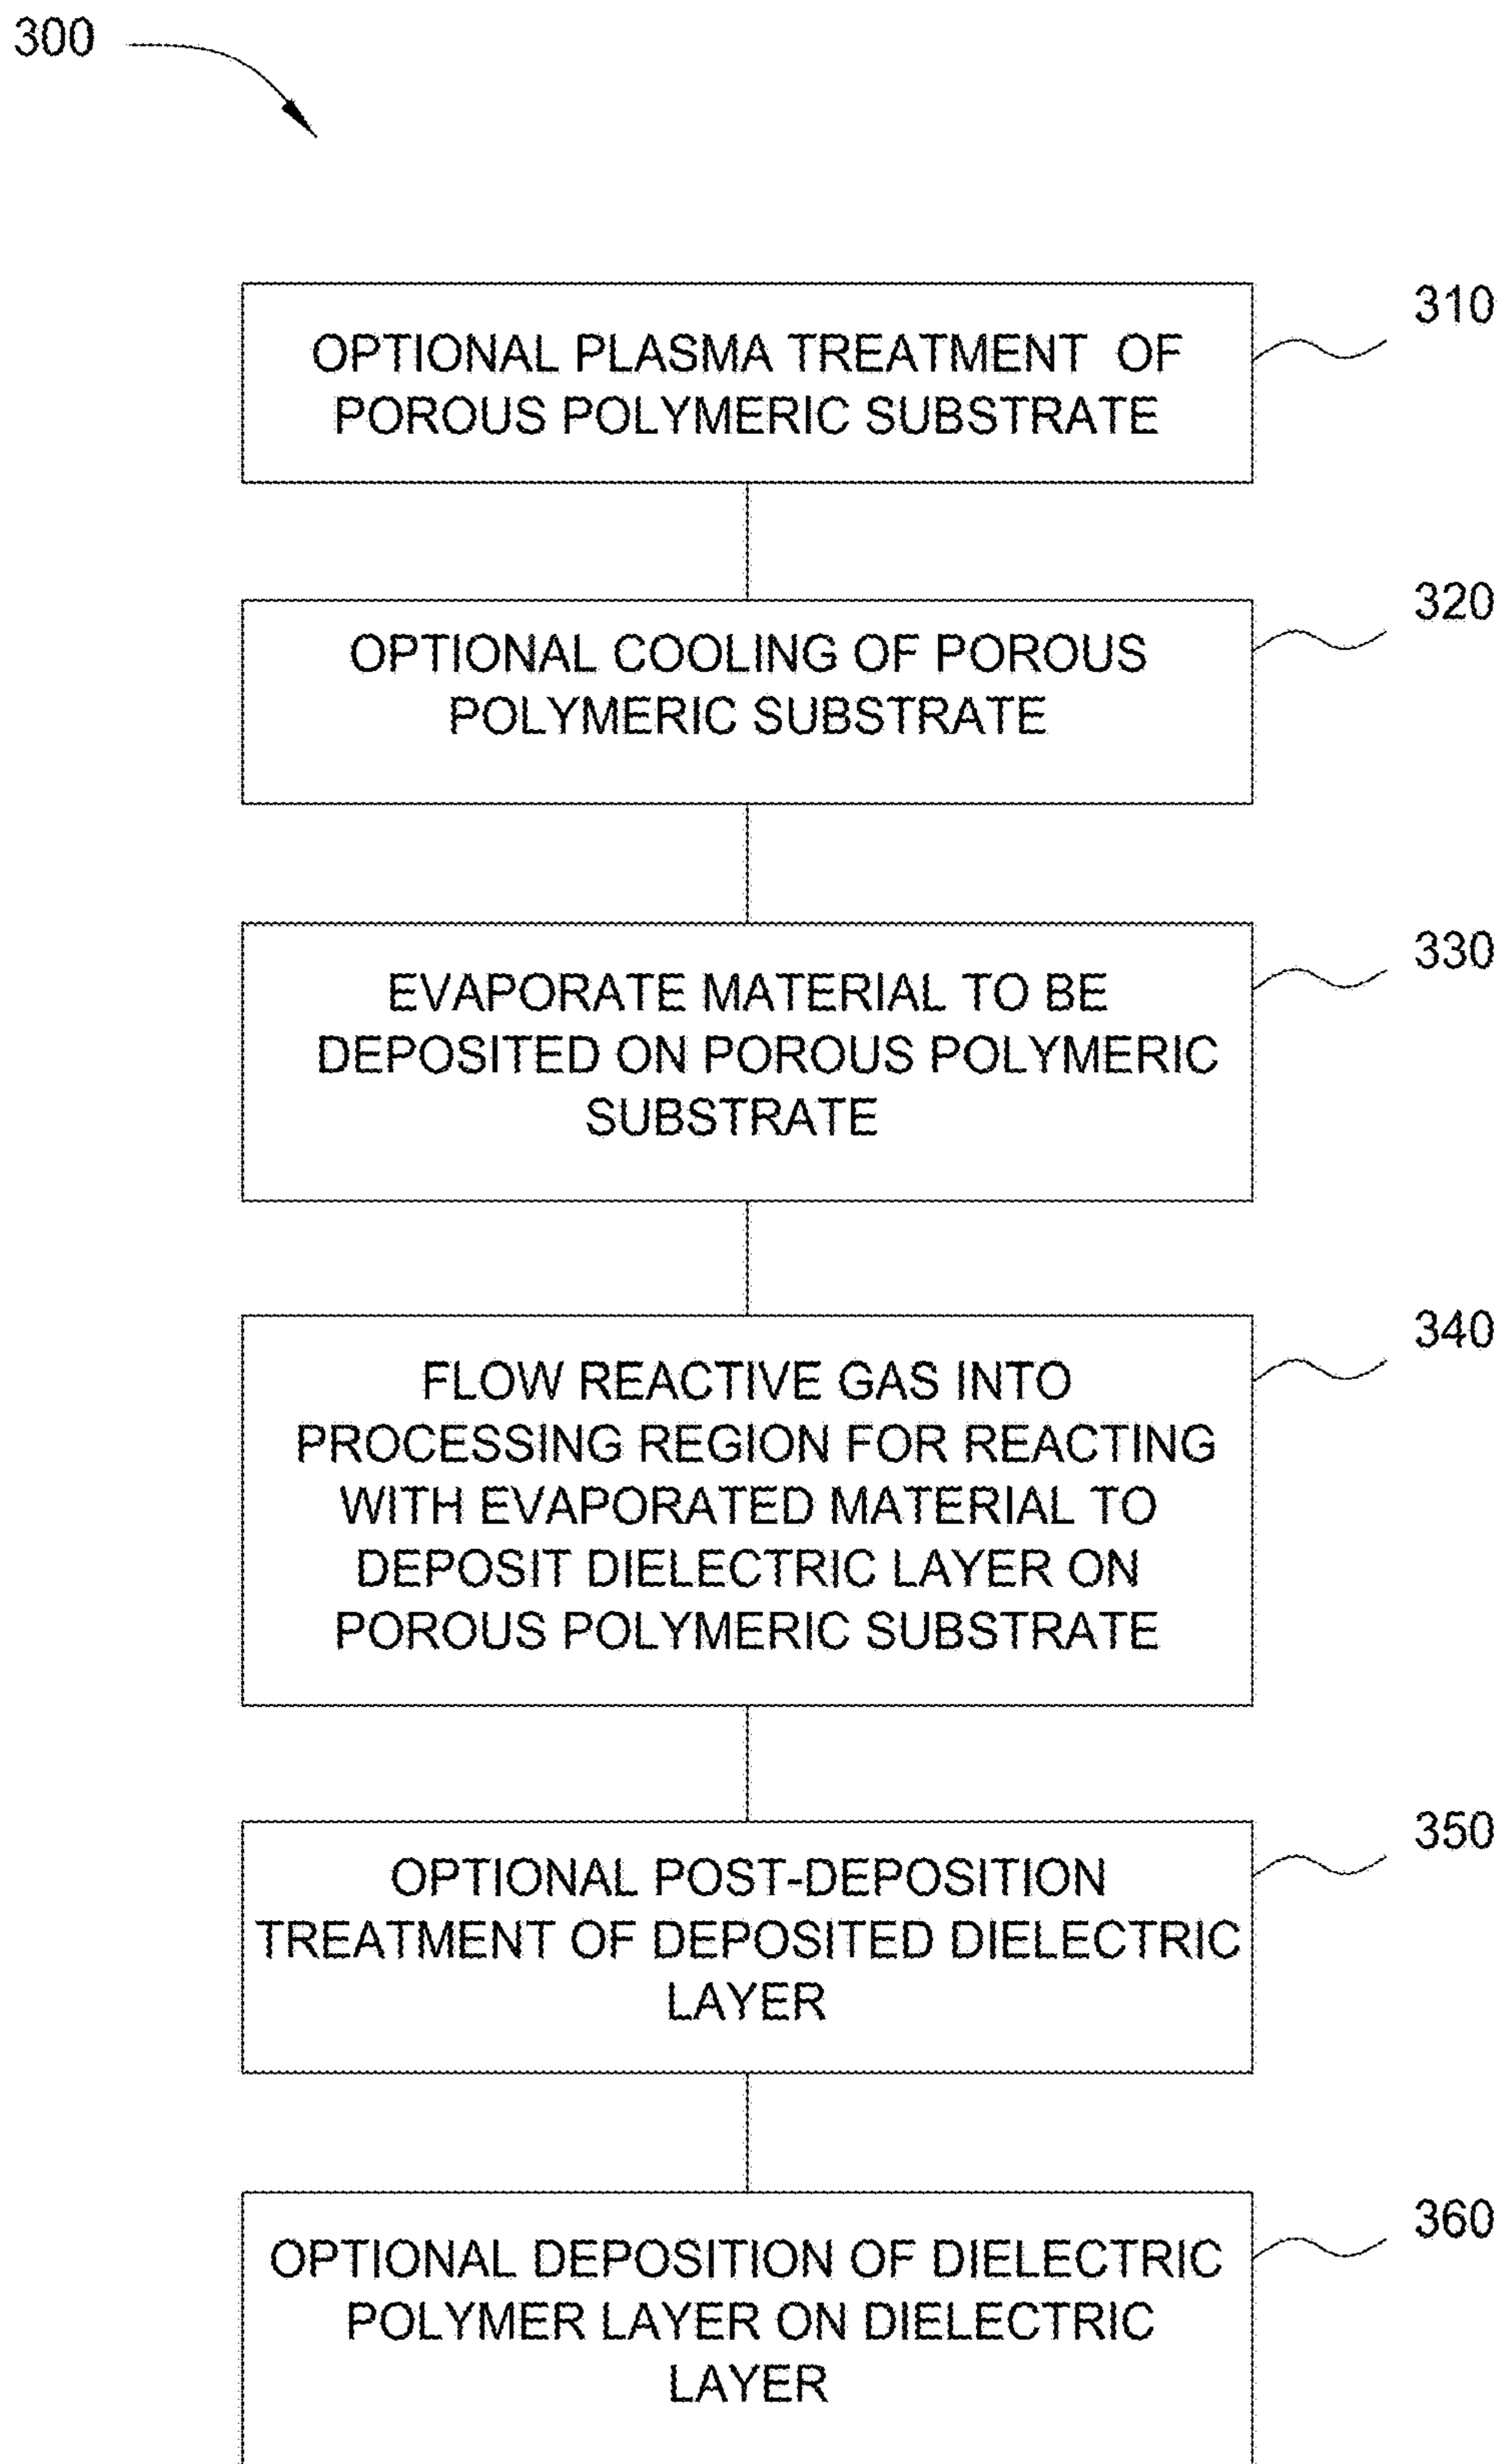 300
310
OPTIONAL PLASMA TREATMENT OF
POROUS POLYMERIC SUBSTRATE
320
OPTIONAL COOLING OF POROUS
POLYMERIC SUBSTRATE
330
EVAPORATE MATERIAL TO BE
DEPOSITED ON POROUS POLYMERIC
SUBSTRATE
340
FLOW REACTIVE GAS INTO
PROCESSING REGION FOR REACTING
WITH EVAPORATED MATERIAL TO
DEPOSIT DIELECTRIC LAYER ON
POROUS POLYMERIC SUBSTRATE
350
OPTIONAL POST-DEPOSITION
TREATMENT OF DEPOSITED DIELECTRIC
LAYER
360
OPTIONAL DEPOSITION OF DIELECTRIC
POLYMER LAYER ON DIELECTRIC
LAYER